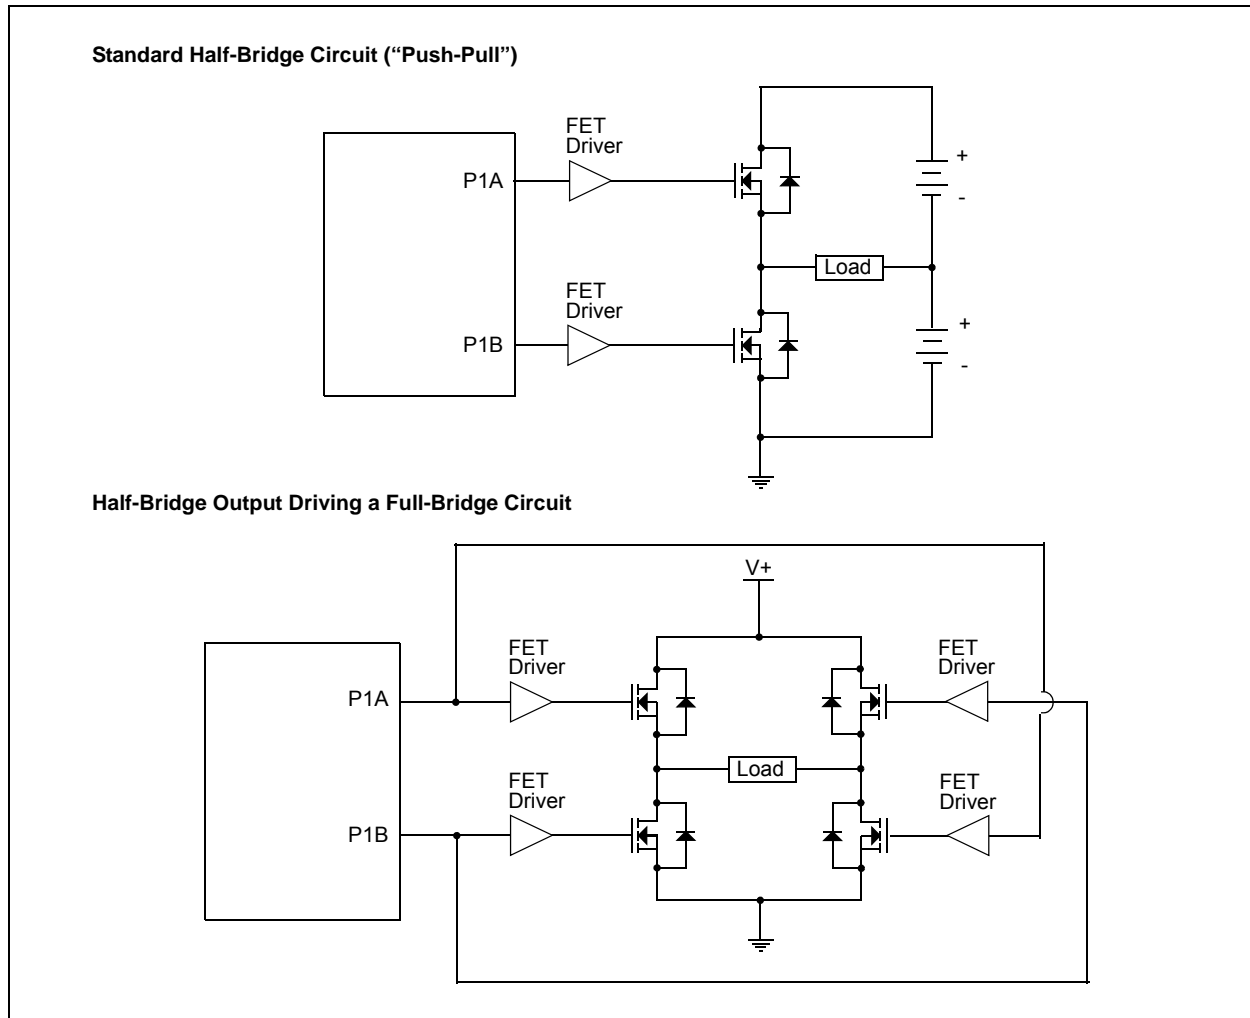 Standard Half-Bridge Circuit (“Push-Pull”)
FET
Driver
P1A
+
-
Load
FET
Driver
P1B
+
-
Half-Bridge Output Driving a Full-Bridge Circuit
V+
FET
Driver
FET
Driver
P1A
Load
FET
Driver
FET
Driver
P1B